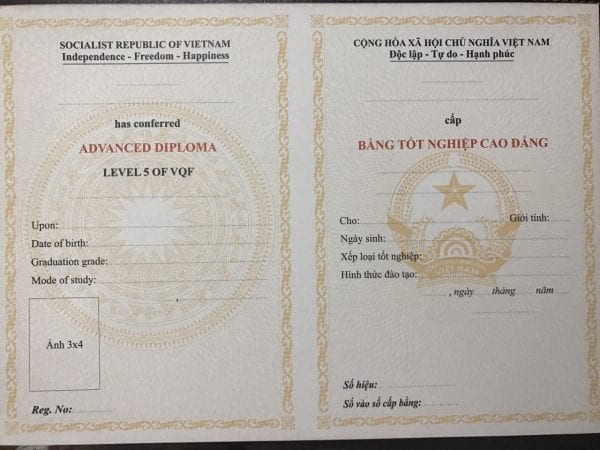 SOCIALIST REPUBLIC OF VIETNAM
Independence - Freedom - Happiness
has conferred
ADVANCED DIPLOMA
LEVEL 5 OF VQF
Upon:
Date of birth:
Graduation grade:
Mode of study:
,
Ảnh 3x4
Reg. No:
CỘNG HÒA XÃ HỘI CHỦ NGHĨA VIỆT NAM
Độc lập - Tự do - Hạnh phúc
cấp
BẰNG TỐT NGHIỆP CAO ĐẲNG
Cho: Giới tính:
Ngày sinh:
Xếp loại tốt nghiệp:
Hình thức đào tạo:
VIỆT NAM
, ngày tháng năm
Số hiệu:
Số vào sổ cấp bằng: